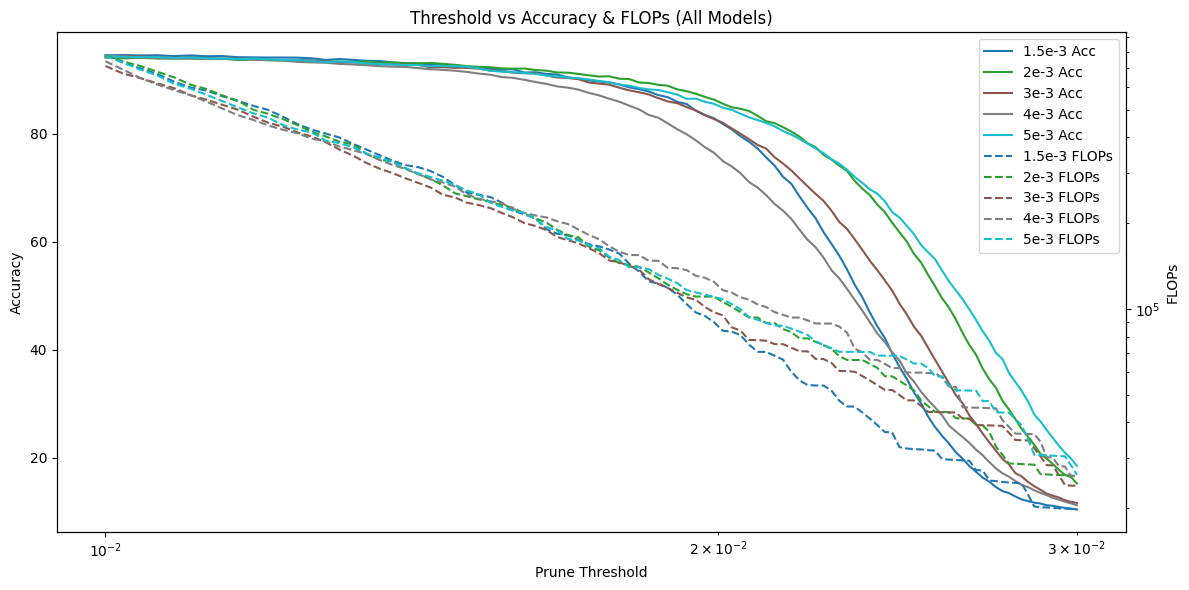 Threshold vs Accuracy & FLOPs (All Models)
1.5e-3 Acc
2e-3 Acc
3e-3 Acc
4e-3 Acc
5e-3 Acc
1.5e-3 FLOPs
2e-3 FLOPs
3e-3 FLOPs
4e-3 FLOPs
5e-3 FLOPs
Accuracy
80
60
40
20
10⁵
FLOPs
10⁻²
2 × 10⁻²
3 × 10⁻²
Prune Threshold